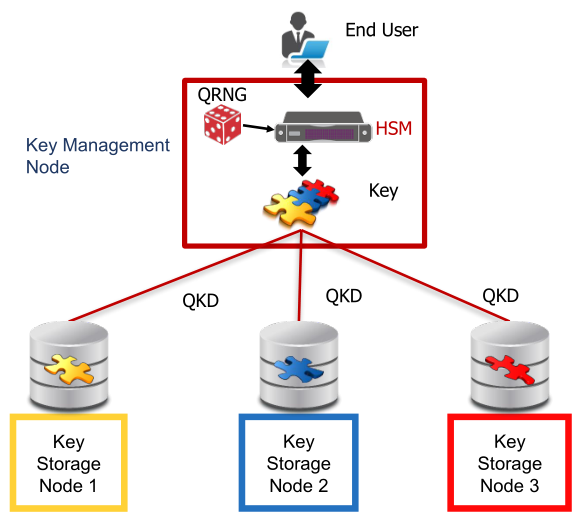 End User
QRNG
HSM
Key Management
Node
Key
QKD
QKD
QKD
Key
Storage
Node 1
Key
Storage
Node 2
Key
Storage
Node 3